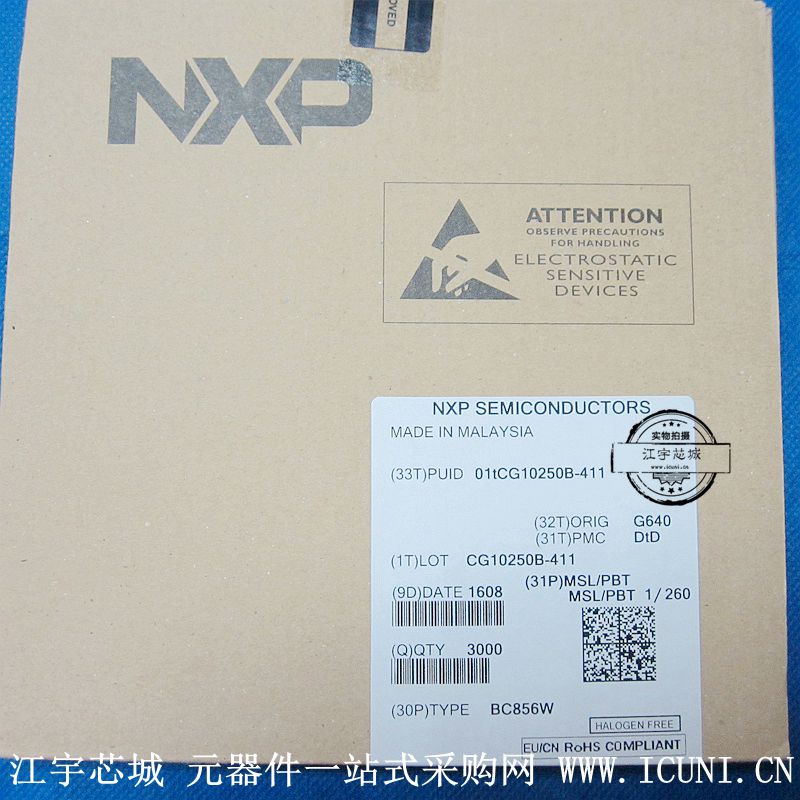 OVED
NXP
ATTENTION
OBSERVE PRECAUTIONS
FOR HANDLING
ELECTROSTATIC
SENSITIVE
DEVICES
NXP SEMICONDUCTORS
MADE IN MALAYSIA
(33T)PUID 01tCG10250B-411
实物拍摄
江宇芯城
www.icuni.cn
(32T)ORIG G640
(31T)PMC DtD
(1T)LOT CG10250B-411
(31P)MSL/PBT
(9D)DATE 1608
MSL/PBT 1/260
(Q)QTY 3000
(30P)TYPE BC856W
HALOGEN FREE
EU/CN RoHS COMPLIANT
江宇芯城 元器件一站式采购网 www.ICUNI.CN